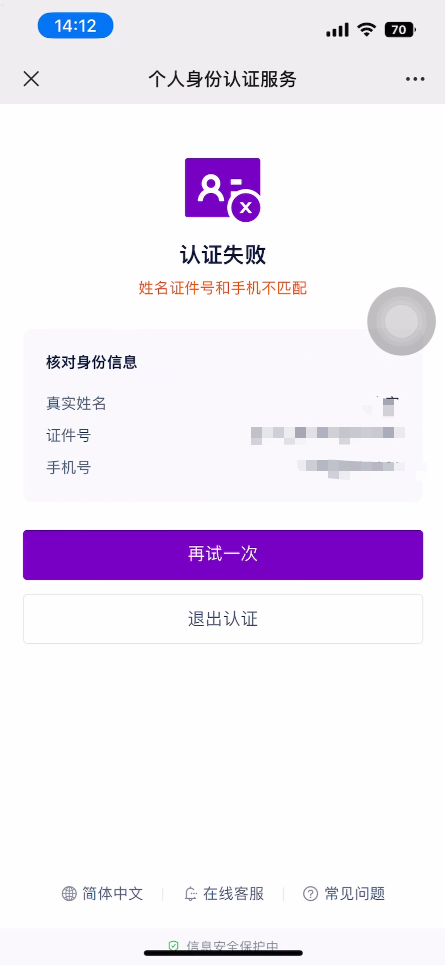 14:12
70
个人身份认证服务
认证失败
姓名证件号和手机不匹配
核对身份信息
真实姓名
证件号
手机号
再试一次
退出认证
简体中文 在线客服 常见问题
信息安全保护中